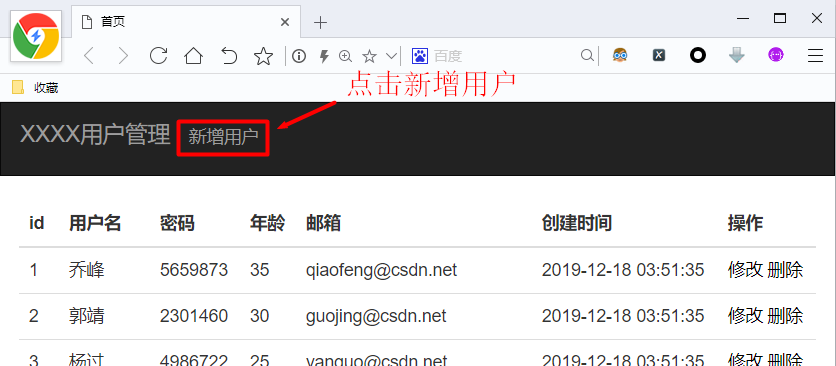 首页
百度
收藏
点击新增用户
XXXX用户管理 新增用户
id 用户名 密码 年龄 邮箱 创建时间 操作
1 乔峰 5659873 35 qiaofeng@csdn.net 2019-12-18 03:51:35 修改 删除
2 郭靖 2301460 30 guojing@csdn.net 2019-12-18 03:51:35 修改 删除
3 杨过 4986722 25 yanguo@csdn.net 2019-12-18 03:51:35 修改 删除